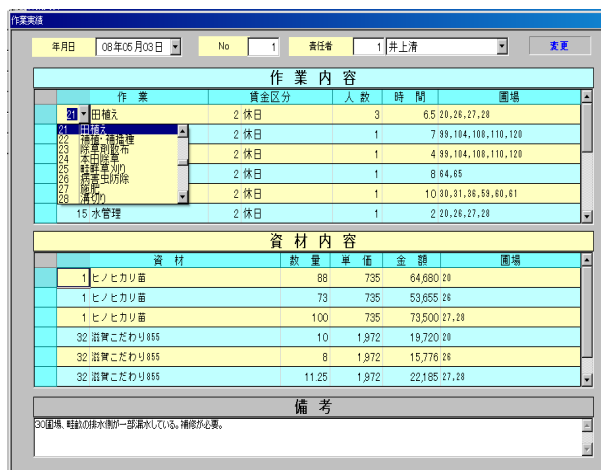 作業実績
年月日 08年05月03日 No 1 責任者 1 井上清 変更
作 業 内 容
作 業 賃金区分 人 数 時 間 圃場
21 田植え 2 休日 3 6.5 20,26,27,28
21 田植え 2 休日 1 7 99,104,108,110,120
22 補植・補播種
23 除草剤散布 2 休日 1 4 99,104,108,110,120
24 本田除草
25 畦畔草刈り 2 休日 1 8 64,65
26 病害虫防除
27 施肥 2 休日 1 10 30,31,36,59,60,61
28 溝切り
15 水管理 2 休日 1 2 20,26,27,28
資 材 内 容
資 材 数 量 単 価 金 額 圃場
1 ヒノヒカリ苗 88 735 64,680 20
1 ヒノヒカリ苗 73 735 53,655 26
1 ヒノヒカリ苗 100 735 73,500 27,28
32 滋賀こだわり855 10 1,972 19,720 20
32 滋賀こだわり855 8 1,972 15,776 26
32 滋賀こだわり855 11.25 1,972 22,185 27,28
備 考
30圃場、畦畝の排水側が一部漏水している。補修が必要。